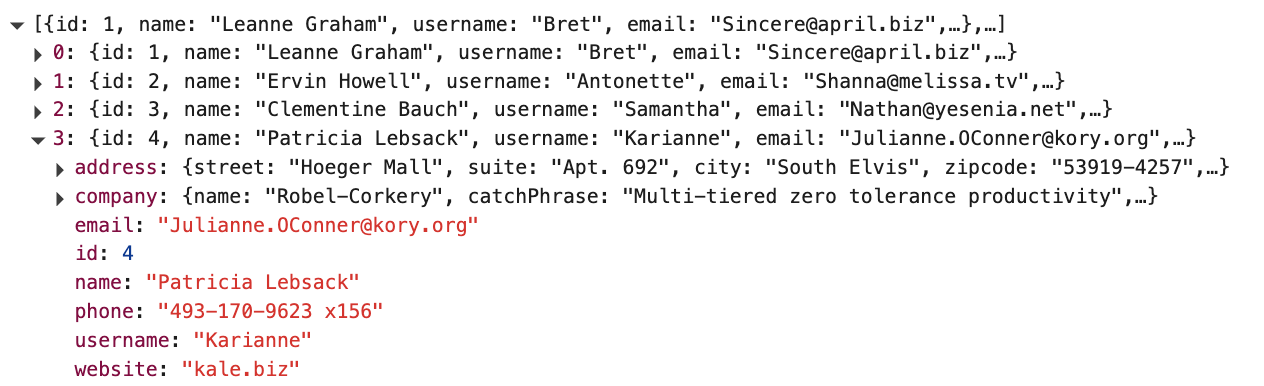 [{id: 1, name: "Leanne Graham", username: "Bret", email: "Sincere@april.biz",…},…]
0: {id: 1, name: "Leanne Graham", username: "Bret", email: "Sincere@april.biz",…}
1: {id: 2, name: "Ervin Howell", username: "Antonette", email: "Shanna@melissa.tv",…}
2: {id: 3, name: "Clementine Bauch", username: "Samantha", email: "Nathan@yesenia.net",…}
3: {id: 4, name: "Patricia Lebsack", username: "Karianne", email: "Julianne.OConner@kory.org",…}
address: {street: "Hoeger Mall", suite: "Apt. 692", city: "South Elvis", zipcode: "53919-4257",…}
company: {name: "Robel-Corkery", catchPhrase: "Multi-tiered zero tolerance productivity",…}
email: "Julianne.OConner@kory.org"
id: 4
name: "Patricia Lebsack"
phone: "493-170-9623 x156"
username: "Karianne"
website: "kale.biz"